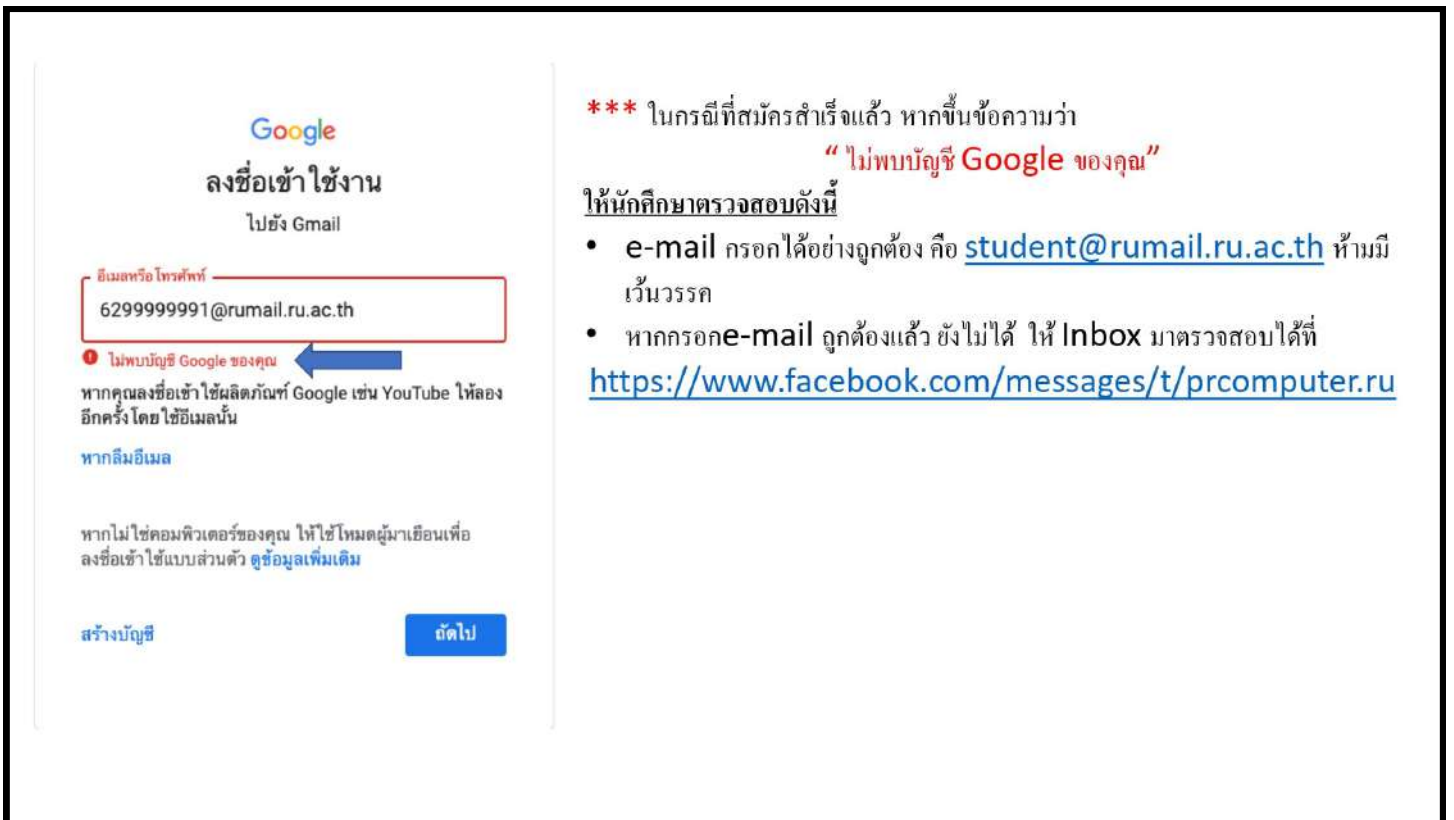 Google
ลงชื่อเข้าใช้งาน
ไปยัง Gmail
อีเมลหรือโทรศัพท์
6299999991@rumail.ru.ac.th
ไม่พบบัญชี Google ของคุณ
หากคุณลงชื่อเข้าใช้ผลิตภัณฑ์ Google เช่น YouTube ให้ลอง
อีกครั้งโดยใช้อีเมลนั้น
หากลืมอีเมล
หากไม่ใช่คอมพิวเตอร์ของคุณ ให้ใช้โหมดผู้มาเยือนเพื่อ
ลงชื่อเข้าใช้แบบส่วนตัว ดูข้อมูลเพิ่มเติม
สร้างบัญชี
ถัดไป
*** ในกรณีที่สมัครสำเร็จแล้ว หากขึ้นข้อความว่า
“ ไม่พบบัญชี Google ของคุณ”
ให้นักศึกษาตรวจสอบดังนี้
• e-mail กรอกได้อย่างถูกต้อง คือ student@rumail.ru.ac.th ห้ามมี
เว้นวรรค
• หากกรอกe-mail ถูกต้องแล้ว ยังไม่ได้ ให้ Inbox มาตรวจสอบได้ที่
https://www.facebook.com/messages/t/prcomputer.ru